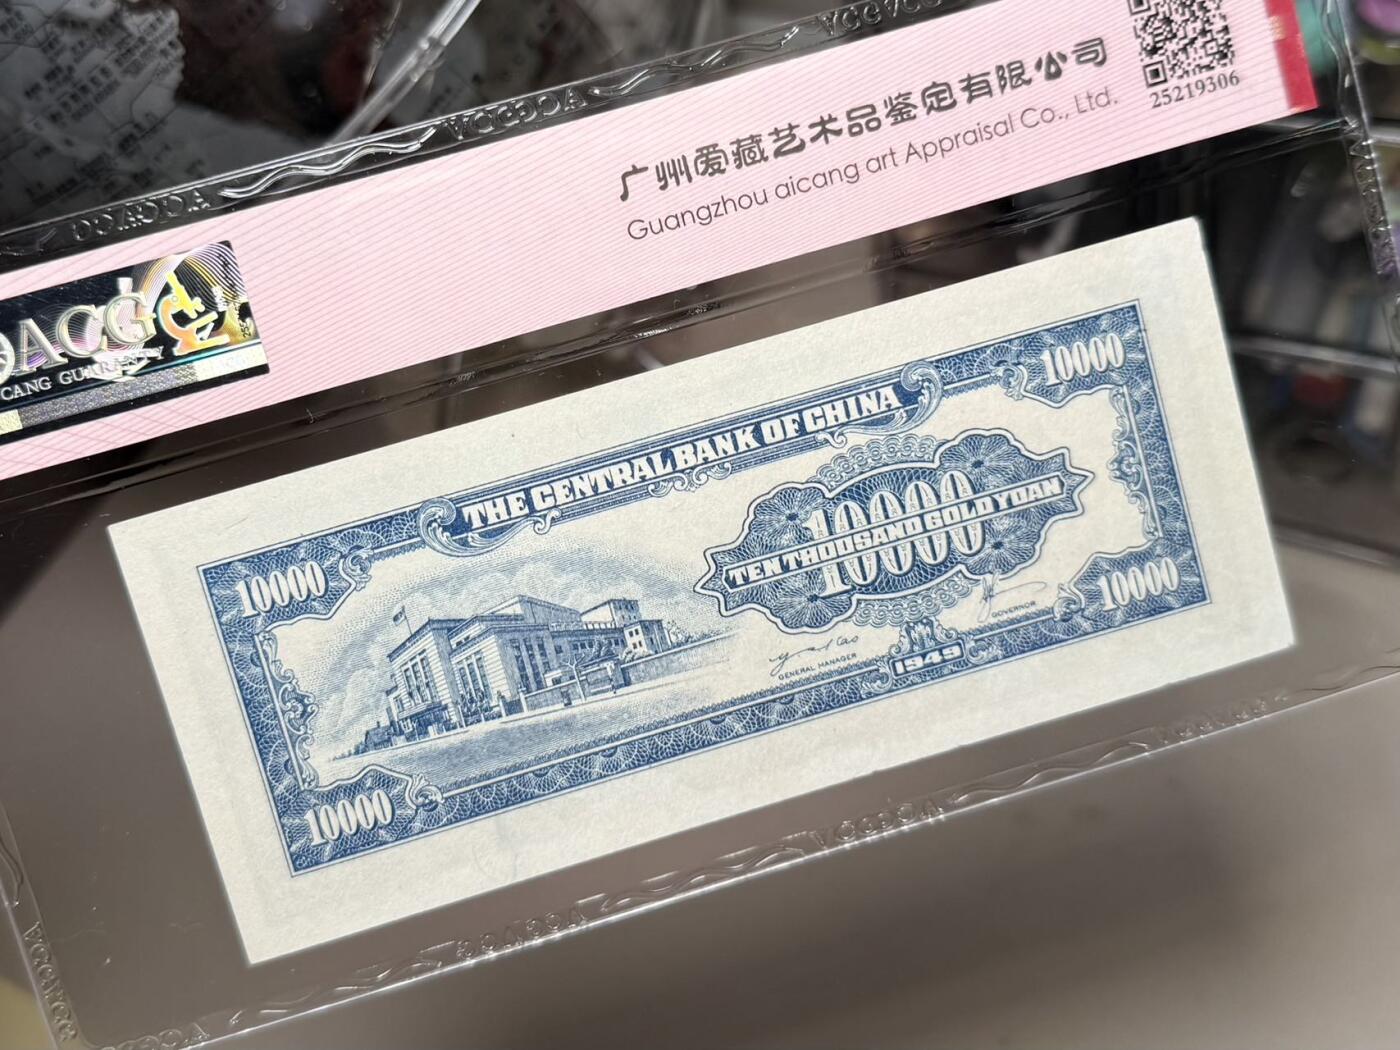 广州爱藏艺术品鉴定有限公司
Guangzhou aicang art Appraisal Co., Ltd.
25219306
ACG
CANG GUARANTY
THE CENTRAL BANK OF CHINA
10000
10000
10000
TEN THOUSAND GOLD YUAN
GENERAL MANAGER
GOVERNOR
1949
10000
10000